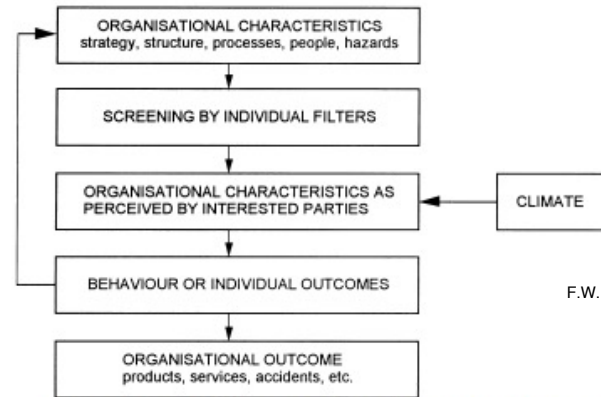 ORGANISATIONAL CHARACTERISTICS
strategy, structure, processes, people, hazards
SCREENING BY INDIVIDUAL FILTERS
ORGANISATIONAL CHARACTERISTICS AS
PERCEIVED BY INTERESTED PARTIES
CLIMATE
BEHAVIOUR OR INDIVIDUAL OUTCOMES
F.W.
ORGANISATIONAL OUTCOME
products, services, accidents, etc.